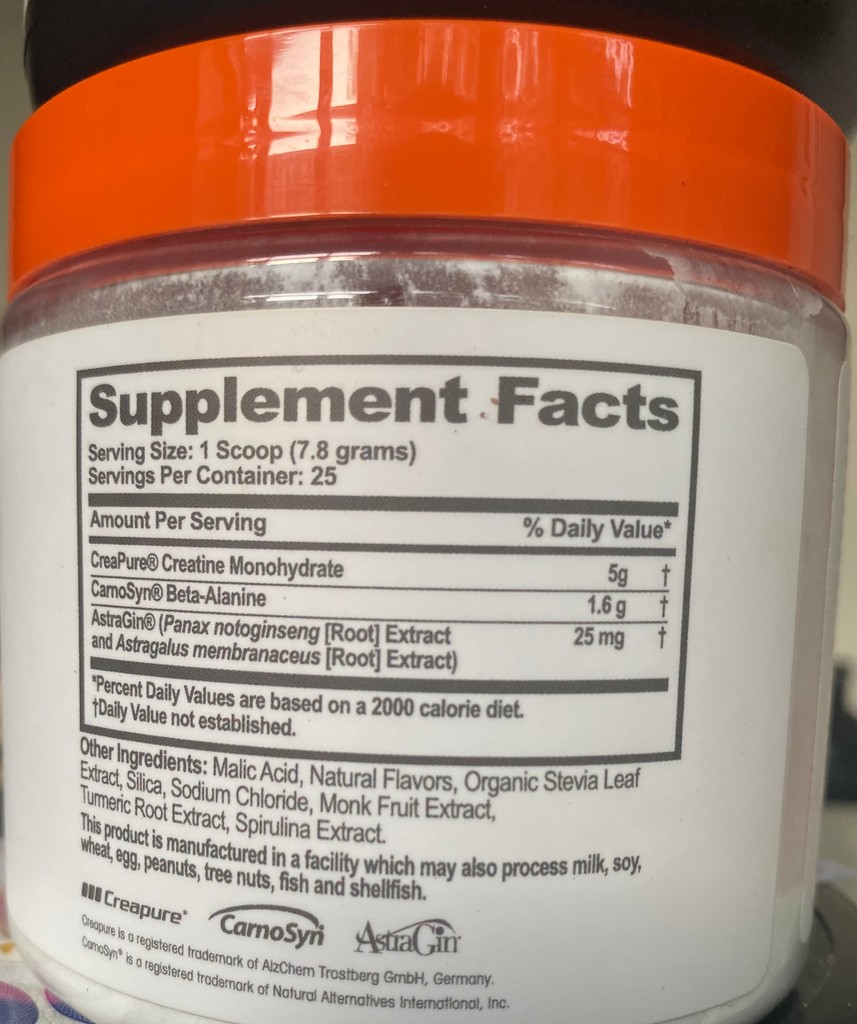 Supplement Facts
Serving Size: 1 Scoop (7.8 grams)
Servings Per Container: 25
Amount Per Serving % Daily Value*
CreaPure® Creatine Monohydrate 5g †
CarnoSyn® Beta-Alanine 1.6 g †
AstraGin® (Panax notoginseng [Root] Extract 25 mg †
and Astragalus membranaceus [Root] Extract)
*Percent Daily Values are based on a 2000 calorie diet.
†Daily Value not established.
Other Ingredients: Malic Acid, Natural Flavors, Organic Stevia Leaf
Extract, Silica, Sodium Chloride, Monk Fruit Extract,
Turmeric Root Extract, Spirulina Extract.
This product is manufactured in a facility which may also process milk, soy,
wheat, egg, peanuts, tree nuts, fish and shellfish.
Creapure® CarnoSyn AstraGin
Creapure is a registered trademark of AlzChem Trostberg GmbH, Germany.
CarnoSyn® is a registered trademark of Natural Alternatives International, Inc.